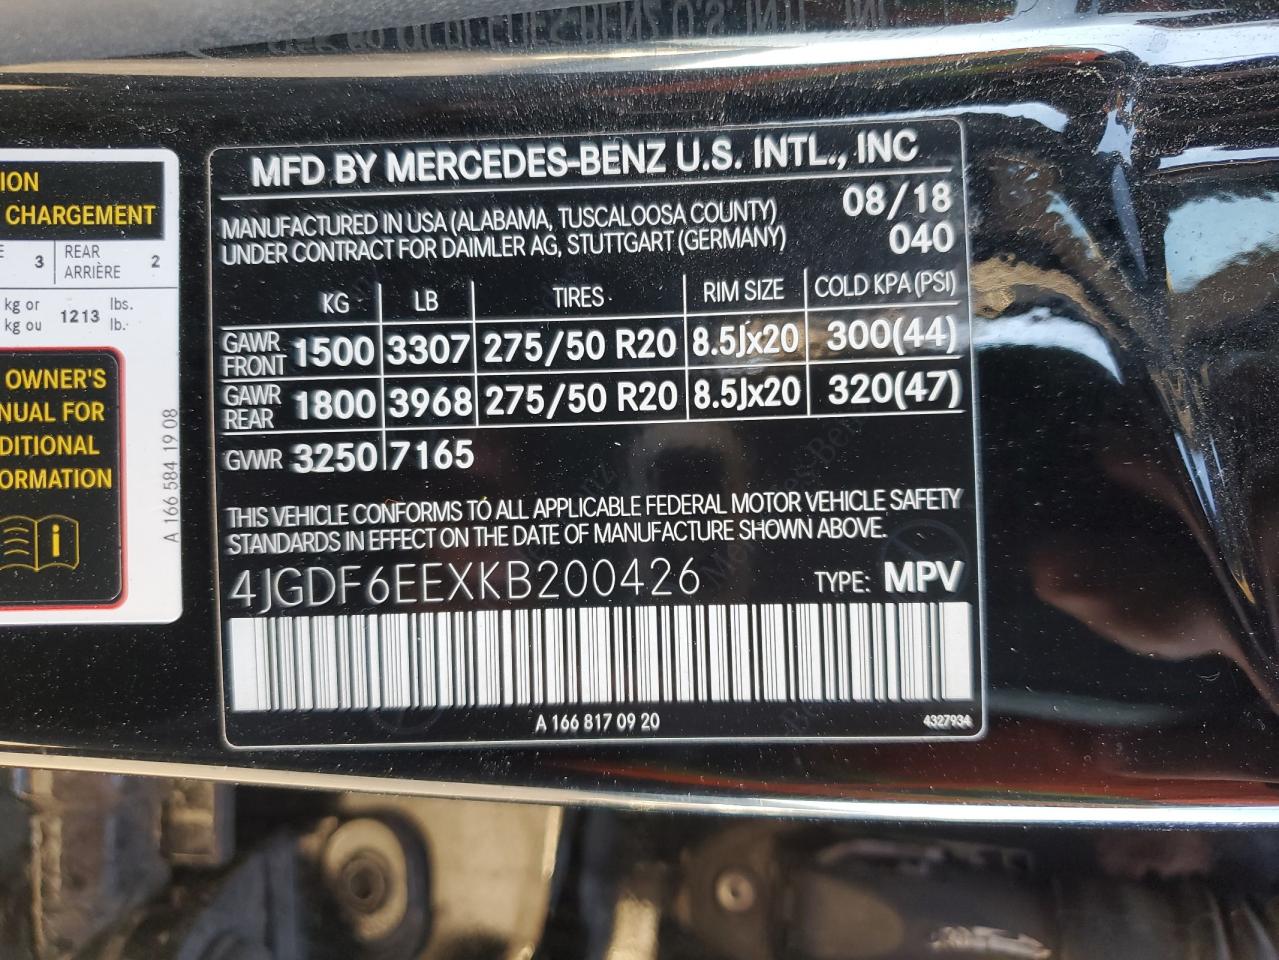 ION
CHARGEMENT
E 3 REAR ARRIÈRE 2
kg or
kg ou 1213 lbs.
lb.
OWNER'S
NUAL FOR
DITIONAL
ORMATION
i
A 166 584 19 08
MFD BY MERCEDES-BENZ U.S. INTL., INC
MANUFACTURED IN USA (ALABAMA, TUSCALOOSA COUNTY) 08/18
UNDER CONTRACT FOR DAIMLER AG, STUTTGART (GERMANY) 040
KG LB TIRES RIM SIZE COLD KPA (PSI)
GAWR FRONT 1500 3307 275/50 R20 8.5Jx20 300(44)
GAWR REAR 1800 3968 275/50 R20 8.5Jx20 320(47)
GVWR 3250 7165
THIS VEHICLE CONFORMS TO ALL APPLICABLE FEDERAL MOTOR VEHICLE SAFETY
STANDARDS IN EFFECT ON THE DATE OF MANUFACTURE SHOWN ABOVE.
4JGDF6EEXKB200426 TYPE: MPV
A 166 817 09 20 4327934